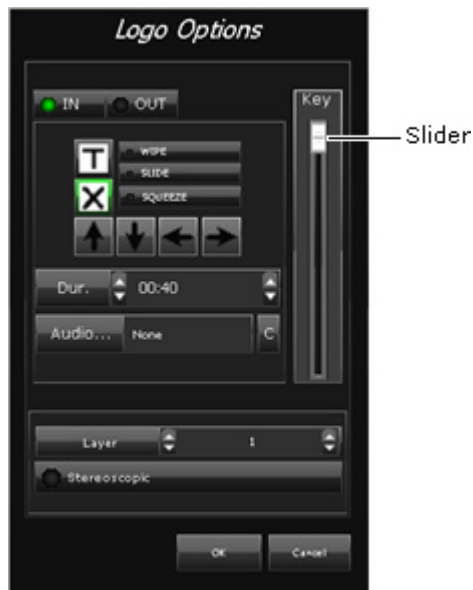 Logo Options
IN OUT
Key
Slider
T
WIPE
SLIDE
X
SQUEEZE
Dur. 00:40
Audio... None C
Layer 1
Stereoscopic
OK Cancel